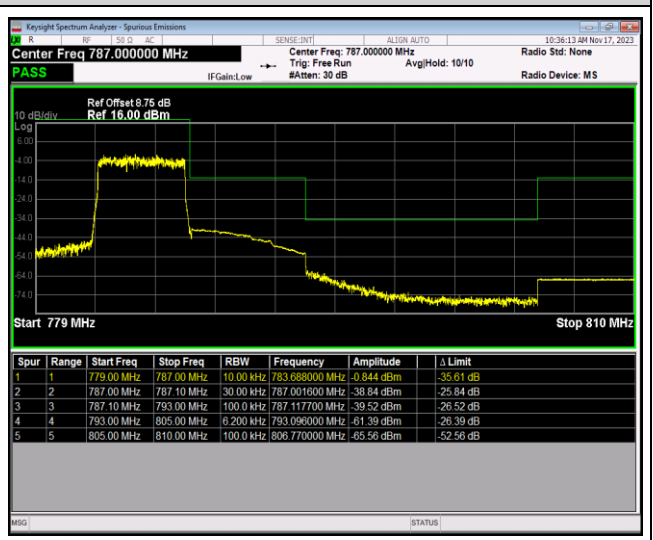 Keysight Spectrum Analyzer - Spurious Emissions
R RF 50 Ω AC SENSE:INT ALIGN AUTO 10:36:13 AM Nov 17, 2023
Center Freq 787.000000 MHz Center Freq: 787.000000 MHz Radio Std: None
Trig: Free Run Avg|Hold: 10/10
PASS IFGain:Low #Atten: 30 dB Radio Device: MS
Ref Offset 8.75 dB
10 dB/div Ref 16.00 dBm
Log
6.00
-4.00
-14.0
-24.0
-34.0
-44.0
-54.0
-64.0
-74.0
Start 779 MHz Stop 810 MHz
Spur Range Start Freq Stop Freq RBW Frequency Amplitude Δ Limit
1 1 779.00 MHz 787.00 MHz 10.00 kHz 783.688000 MHz -0.844 dBm -35.61 dB
2 2 787.00 MHz 787.10 MHz 30.00 kHz 787.001600 MHz -38.84 dBm -25.84 dB
3 3 787.10 MHz 793.00 MHz 100.0 kHz 787.117700 MHz -39.52 dBm -26.52 dB
4 4 793.00 MHz 805.00 MHz 6.200 kHz 793.096000 MHz -61.39 dBm -26.39 dB
5 5 805.00 MHz 810.00 MHz 100.0 kHz 806.770000 MHz -65.56 dBm -52.56 dB
MSG STATUS